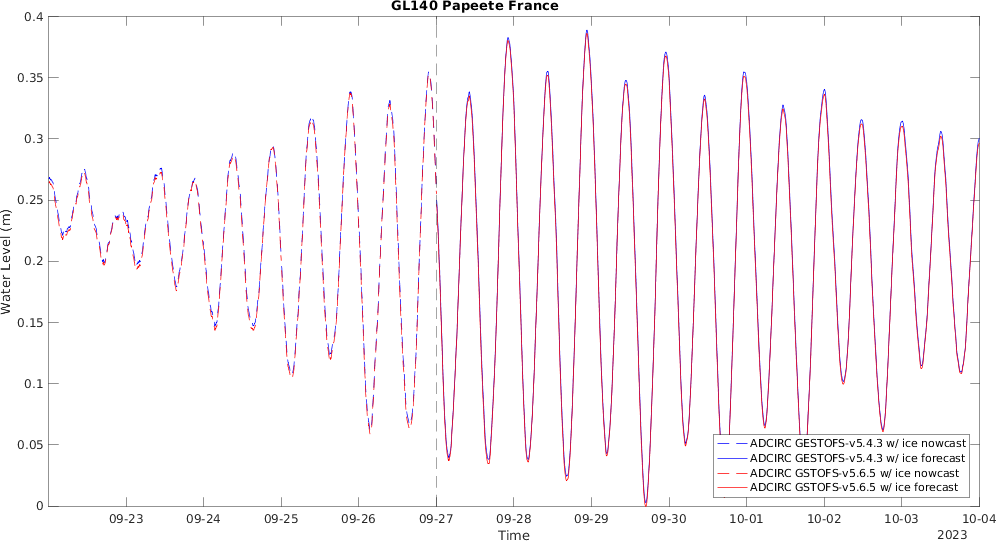 GL140 Papeete France
0.4
0.35
0.3
0.25
0.2
0.15
0.1
0.05
0
Water Level (m)
ADCIRC GESTOFS-v5.4.3 w/ ice nowcast
ADCIRC GESTOFS-v5.4.3 w/ ice forecast
ADCIRC GSTOFS-v5.6.5 w/ ice nowcast
ADCIRC GSTOFS-v5.6.5 w/ ice forecast
09-23 09-24 09-25 09-26 09-27 09-28 09-29 09-30 10-01 10-02 10-03 10-04
Time
2023